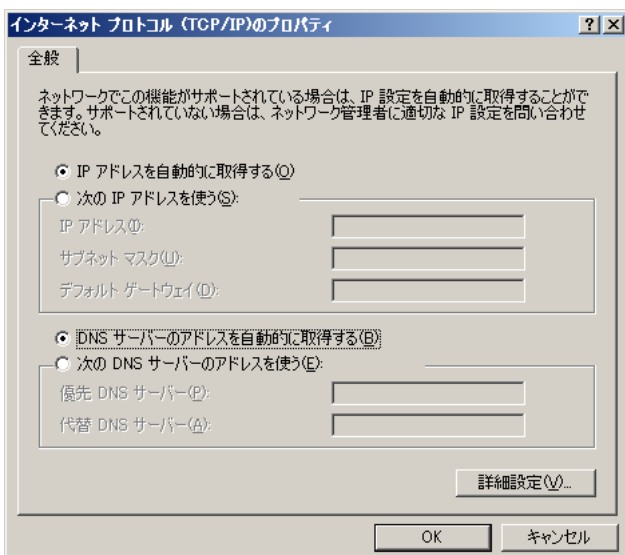 インターネット プロトコル (TCP/IP)のプロパティ
全般
ネットワークでこの機能がサポートされている場合は、IP 設定を自動的に取得することがで
きます。サポートされていない場合は、ネットワーク管理者に適切な IP 設定を問い合わせ
てください。
IP アドレスを自動的に取得する(O)
次の IP アドレスを使う(S):
IP アドレス(I):
サブネット マスク(U):
デフォルト ゲートウェイ(D):
DNS サーバーのアドレスを自動的に取得する(B)
次の DNS サーバーのアドレスを使う(E):
優先 DNS サーバー(P):
代替 DNS サーバー(A):
詳細設定(V)...
OK
キャンセル